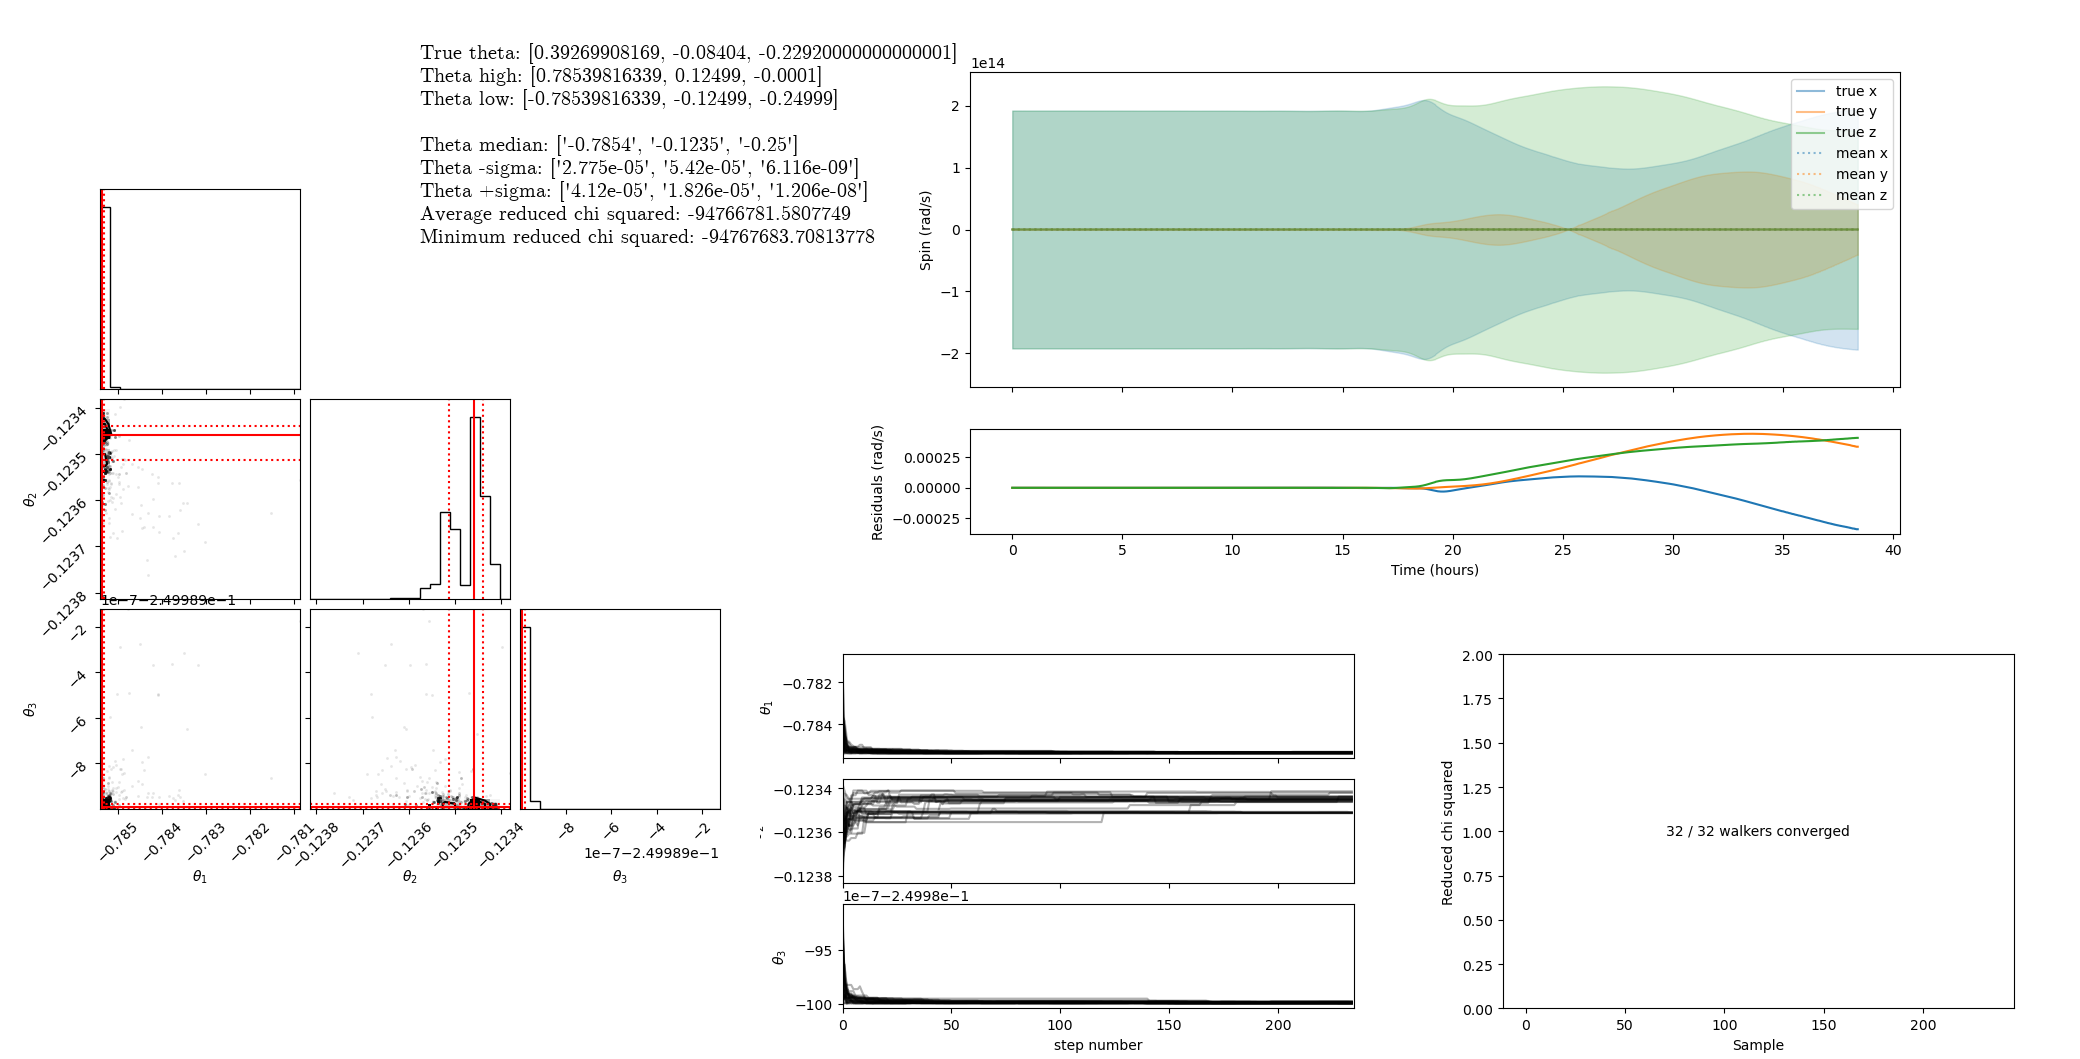 True theta: [0.39269908169, -0.08404, -0.22920000000000001]
Theta high: [0.78539816339, 0.12499, -0.0001]
Theta low: [-0.78539816339, -0.12499, -0.24999]
Theta median: ['-0.7854', '-0.1235', '-0.25']
Theta -sigma: ['2.775e-05', '5.42e-05', '6.116e-09']
Theta +sigma: ['4.12e-05', '1.826e-05', '1.206e-08']
Average reduced chi squared: -94766781.5807749
Minimum reduced chi squared: -94767683.70813778
1e14
2
1
0
−1
−2
Spin (rad/s)
true x
true y
true z
mean x
mean y
mean z
0.00025
0.00000
−0.00025
Residuals (rad/s)
0 5 10 15 20 25 30 35 40
Time (hours)
−0.1234
−0.1235
−0.1236
−0.1237
−0.1238
θ2
1e−7−2.49989e−1
−2
−4
−6
−8
θ3
−0.785 −0.784 −0.783 −0.782 −0.781
θ1
−0.1238 −0.1237 −0.1236 −0.1235 −0.1234
θ2
−8 −6 −4 −2
1e−7−2.49989e−1
θ3
−0.782
−0.784
θ1
−0.1234
−0.1236
−0.1238
1e−7−2.4998e−1
−95
−100
θ3
0 50 100 150 200
step number
2.00
1.75
1.50
1.25
1.00
0.75
0.50
0.25
0.00
Reduced chi squared
32 / 32 walkers converged
0 50 100 150 200
Sample